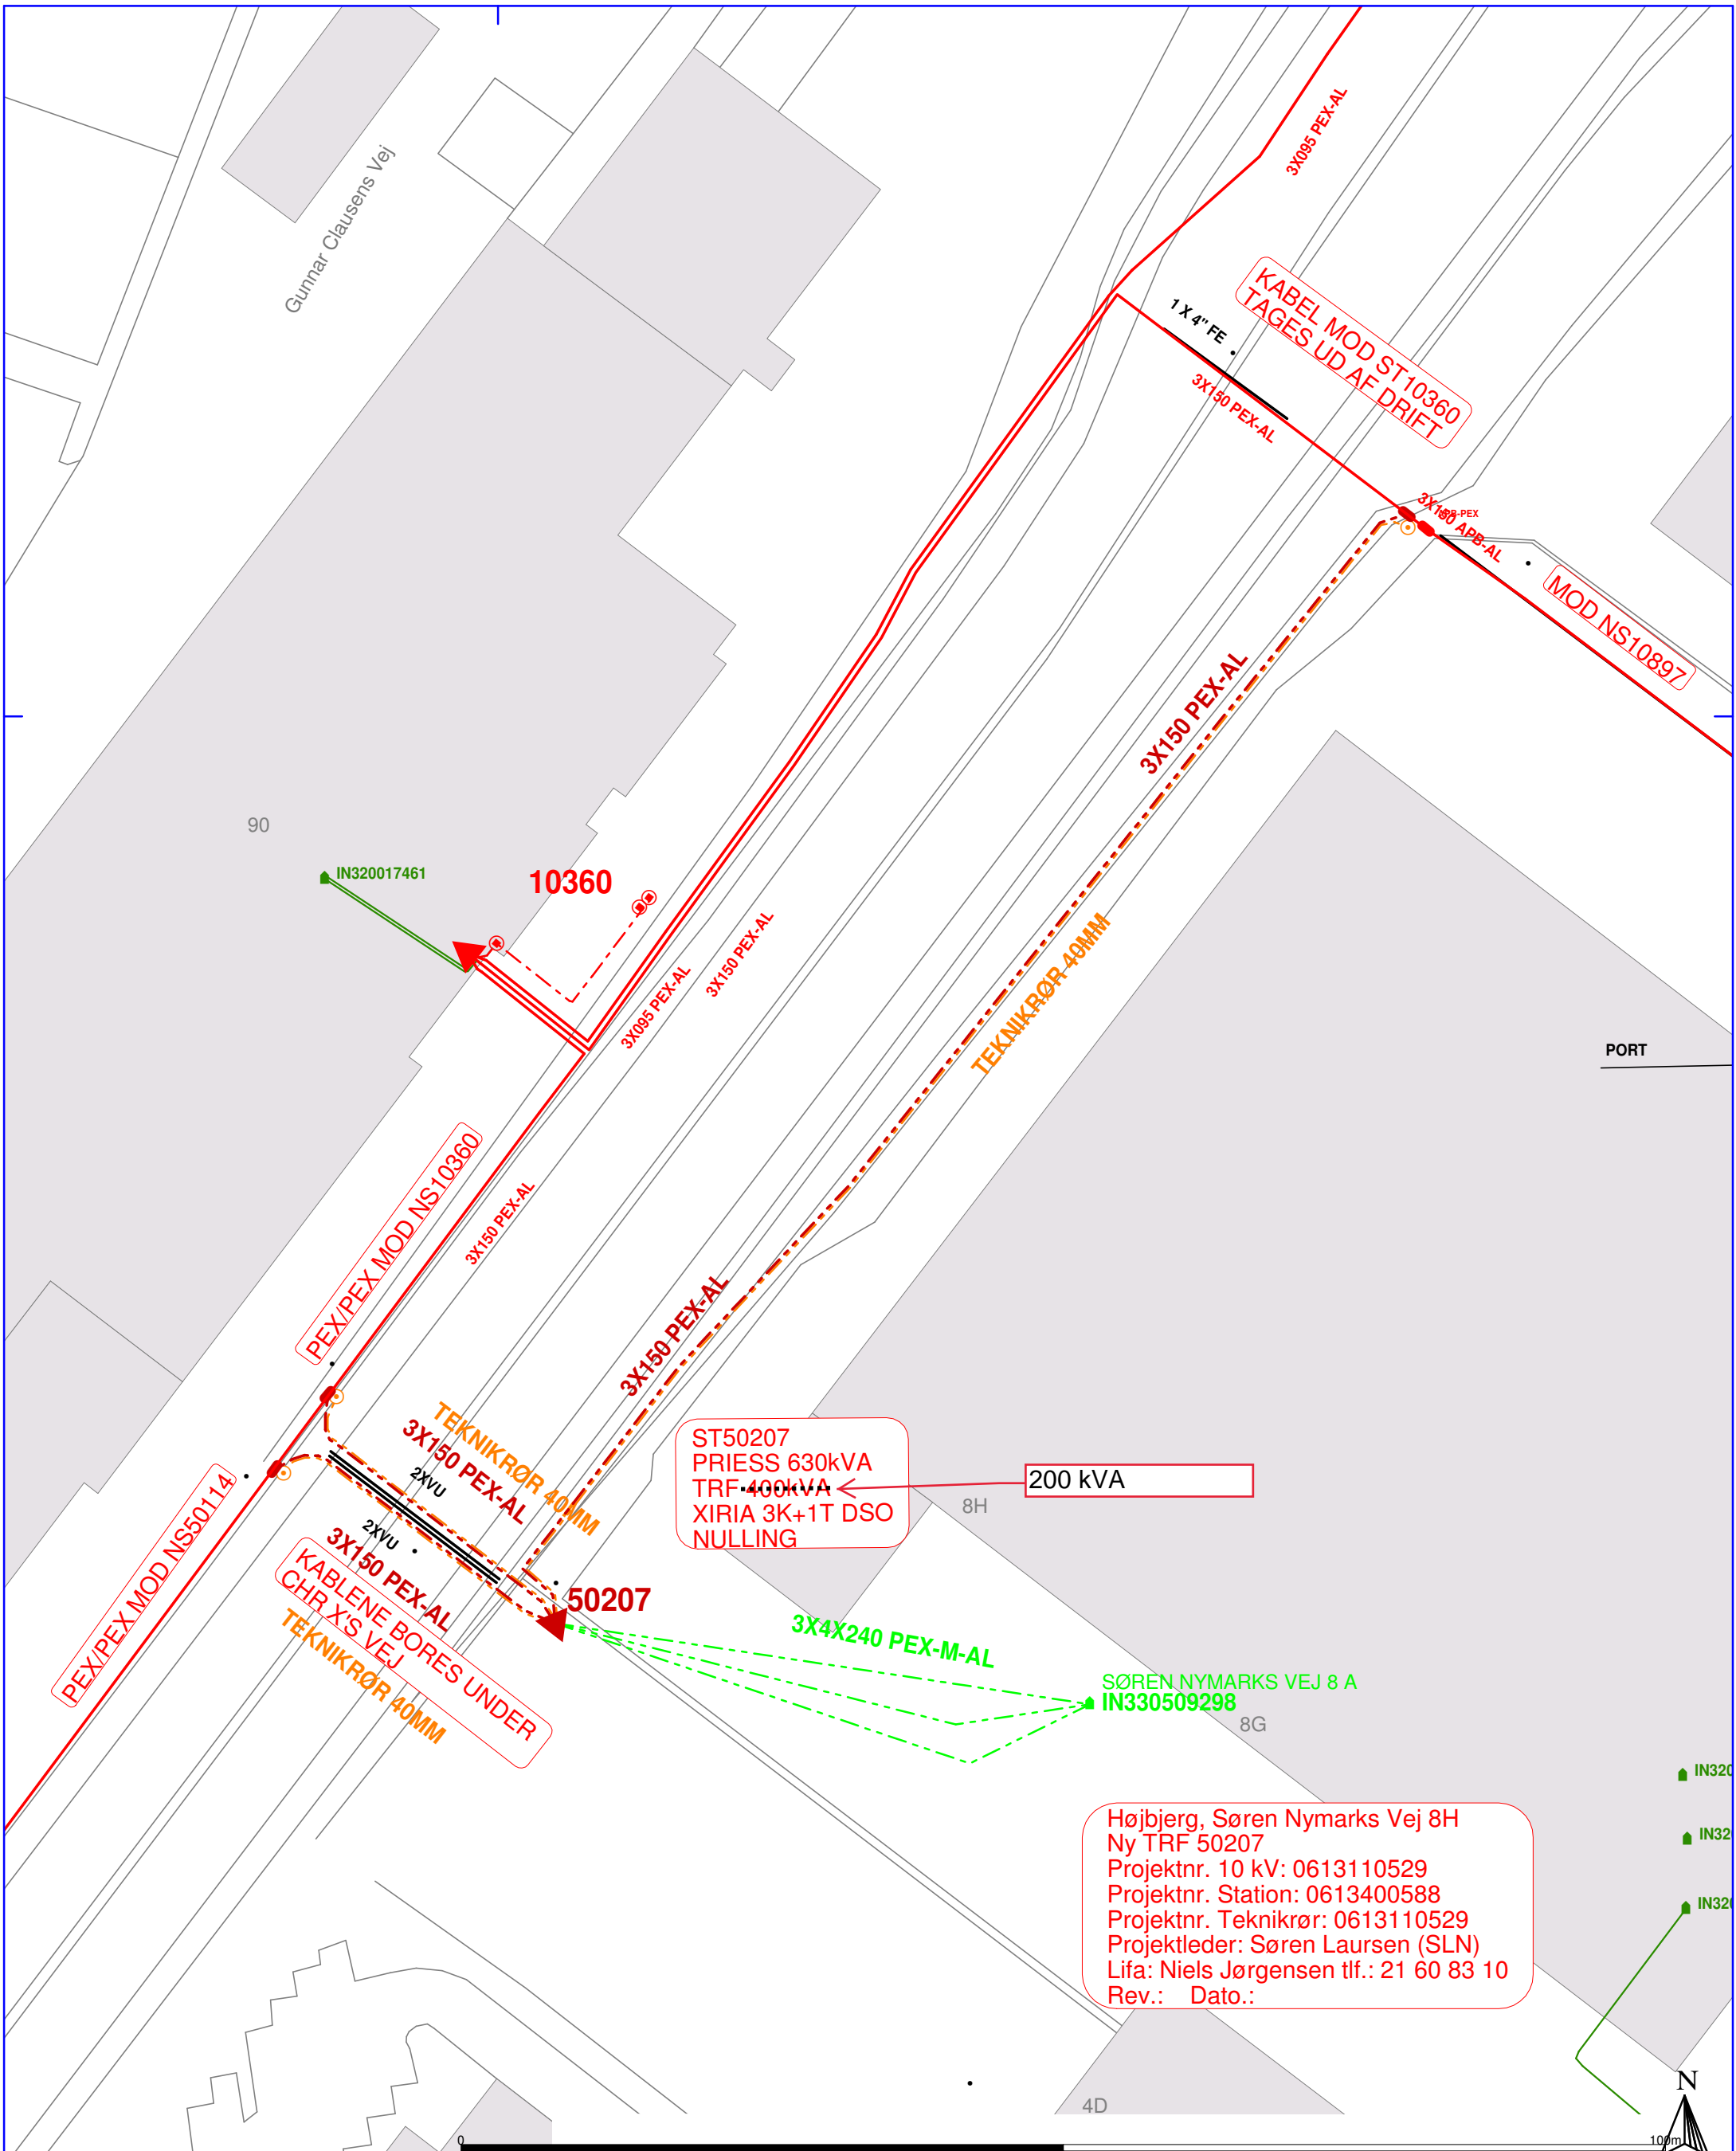 Gunnar Clausens Vej
3X095 PEX-AL
KABEL MOD ST10360
TAGES UD AF DRIFT
1 X 4" FE
3X150 PEX-AL
3X150 APB-AL
MOD NS10897
3X150 PEX-AL
90
IN320017461
10360
3X150 PEX-AL
3X095 PEX-AL
TEKNIKRØR 40MM
PORT
PEX/PEX MOD NS10360
3X150 PEX-AL
3X150 PEX-AL
TEKNIKRØR 40MM
3X150 PEX-AL
2XVU
ST50207
PRIESS 630kVA
TRF 400kVA
XIRIA 3K+1T DSO
NULLING
200 kVA
8H
PEX/PEX MOD NS50114
2XVU
3X150 PEX-AL
KABLENE BORES UNDER
CHR X'S VEJ
TEKNIKRØR 40MM
50207
3X4X240 PEX-M-AL
SØREN NYMARKS VEJ 8 A
IN330509298
8G
IN320
IN32
IN320
Højbjerg, Søren Nymarks Vej 8H
Ny TRF 50207
Projektnr. 10 kV: 0613110529
Projektnr. Station: 0613400588
Projektnr. Teknikrør: 0613110529
Projektleder: Søren Laursen (SLN)
Lifa: Niels Jørgensen tlf.: 21 60 83 10
Rev.: Dato.:
N
4D
0
100m